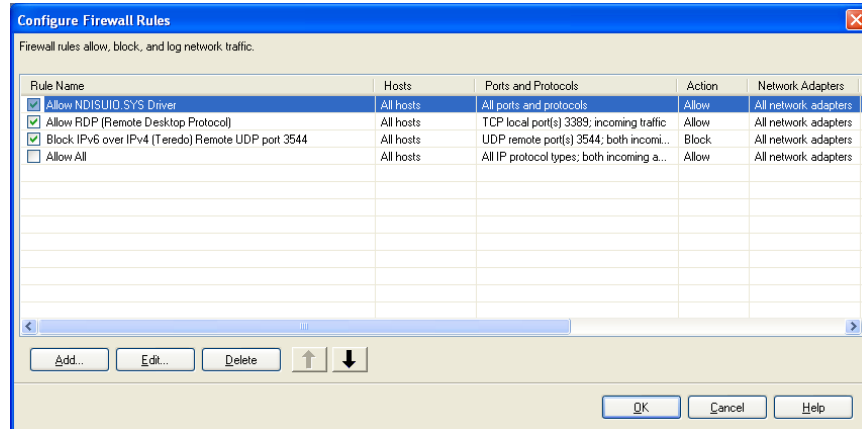 Configure Firewall Rules
Firewall rules allow, block, and log network traffic.
Rule Name Hosts Ports and Protocols Action Network Adapters
Allow NDISUIO.SYS Driver All hosts All ports and protocols Allow All network adapters
Allow RDP (Remote Desktop Protocol) All hosts TCP local port(s) 3389; incoming traffic Allow All network adapters
Block IPv6 over IPv4 (Teredo) Remote UDP port 3544 All hosts UDP remote port(s) 3544; both incomi... Block All network adapters
Allow All All hosts All IP protocol types; both incoming a... Allow All network adapters
Add... Edit... Delete
OK Cancel Help